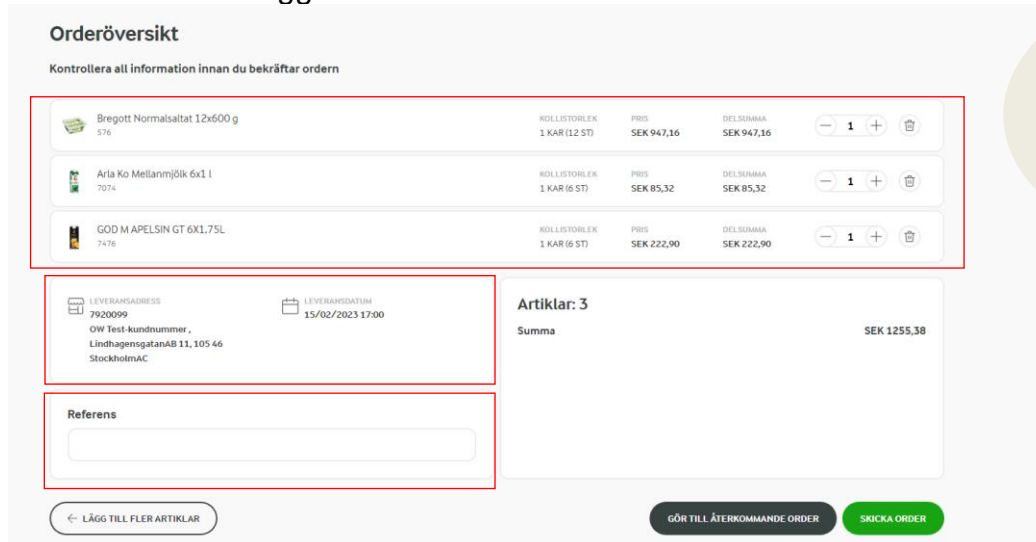 Orderöversikt
Kontrollera all information innan du bekräftar ordern
Bregott Normalsaltat 12x600 g
576
KOLLISTORLEK
1 KAR (12 ST)
PRIS
SEK 947,16
DELSUMMA
SEK 947,16
1
Arla Ko Mellanmjölk 6x1 l
7074
KOLLISTORLEK
1 KAR (6 ST)
PRIS
SEK 85,32
DELSUMMA
SEK 85,32
1
GOD M APELSIN GT 6X1,75L
7476
KOLLISTORLEK
1 KAR (6 ST)
PRIS
SEK 222,90
DELSUMMA
SEK 222,90
1
LEVERANSADRESS
7920099
OW Test-kundnummer ,
LindhagensgatanAB 11, 105 46
StockholmAC
LEVERANSDATUM
15/02/2023 17:00
Artiklar: 3
Summa SEK 1255,38
Referens
← LÄGG TILL FLER ARTIKLAR
GÖR TILL ÅTERKOMMANDE ORDER
SKICKA ORDER